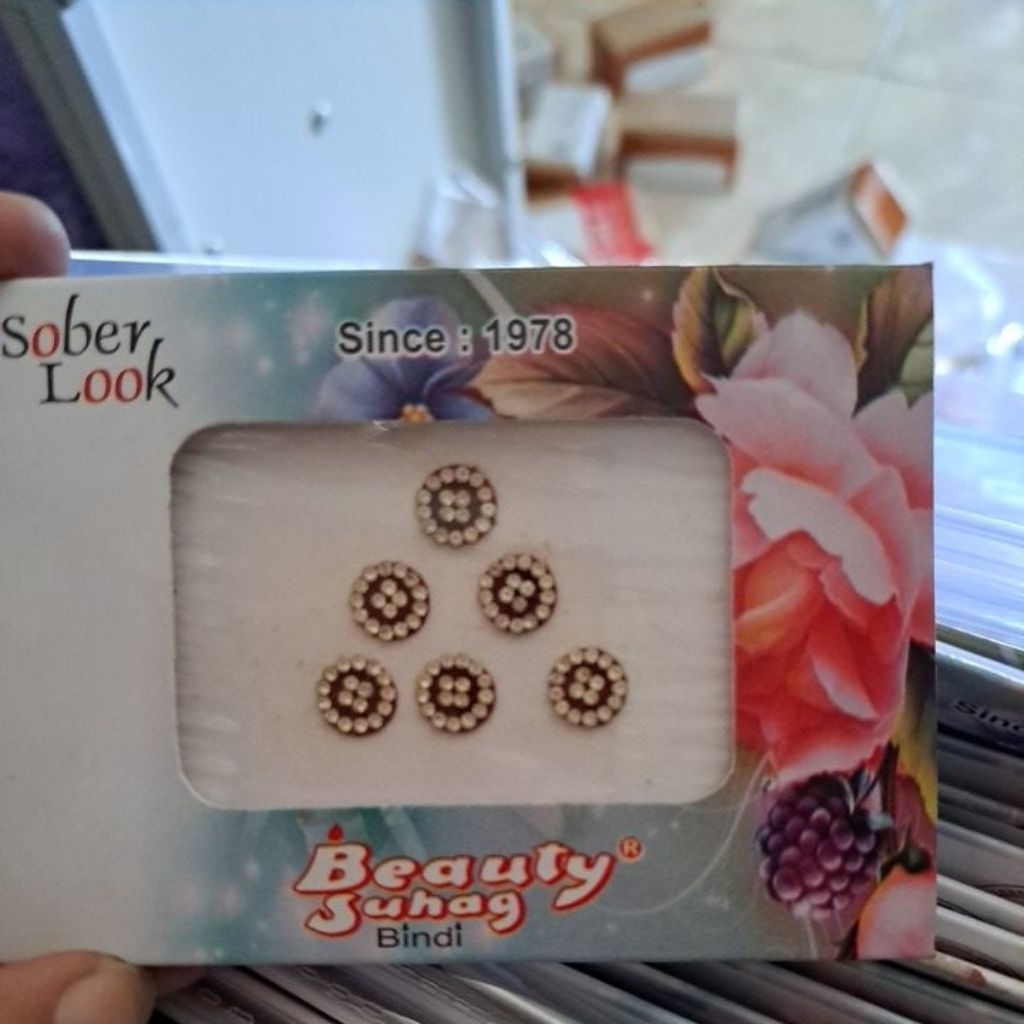 Sober
Look
Since : 1978
Beauty®
Suhag
Bindi